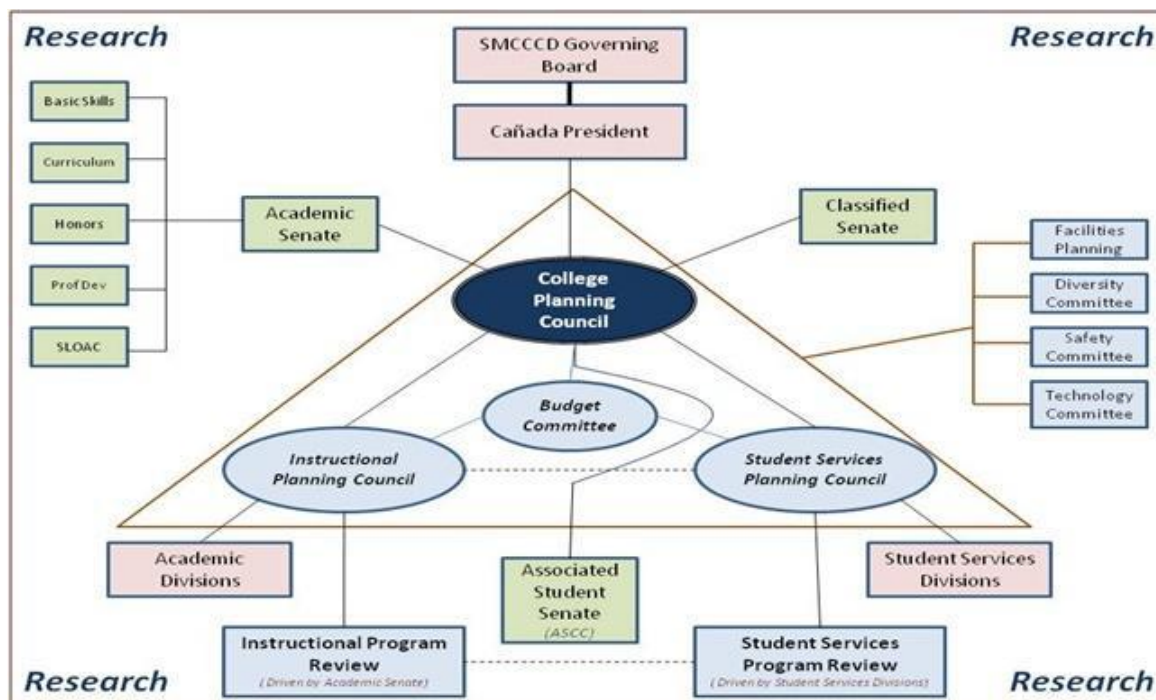 Research
Research
SMCCCD Governing
Board
Cañada President
Basic Skills
Curriculum
Honors
Prof Dev
SLOAC
Academic
Senate
Classified
Senate
College
Planning
Council
Facilities
Planning
Diversity
Committee
Safety
Committee
Technology
Committee
Budget
Committee
Instructional
Planning Council
Student Services
Planning Council
Academic
Divisions
Associated
Student
Senate
(ASCC)
Student Services
Divisions
Instructional Program
Review
(Driven by Academic Senate)
Student Services
Program Review
(Driven by Student Services Divisions)
Research
Research